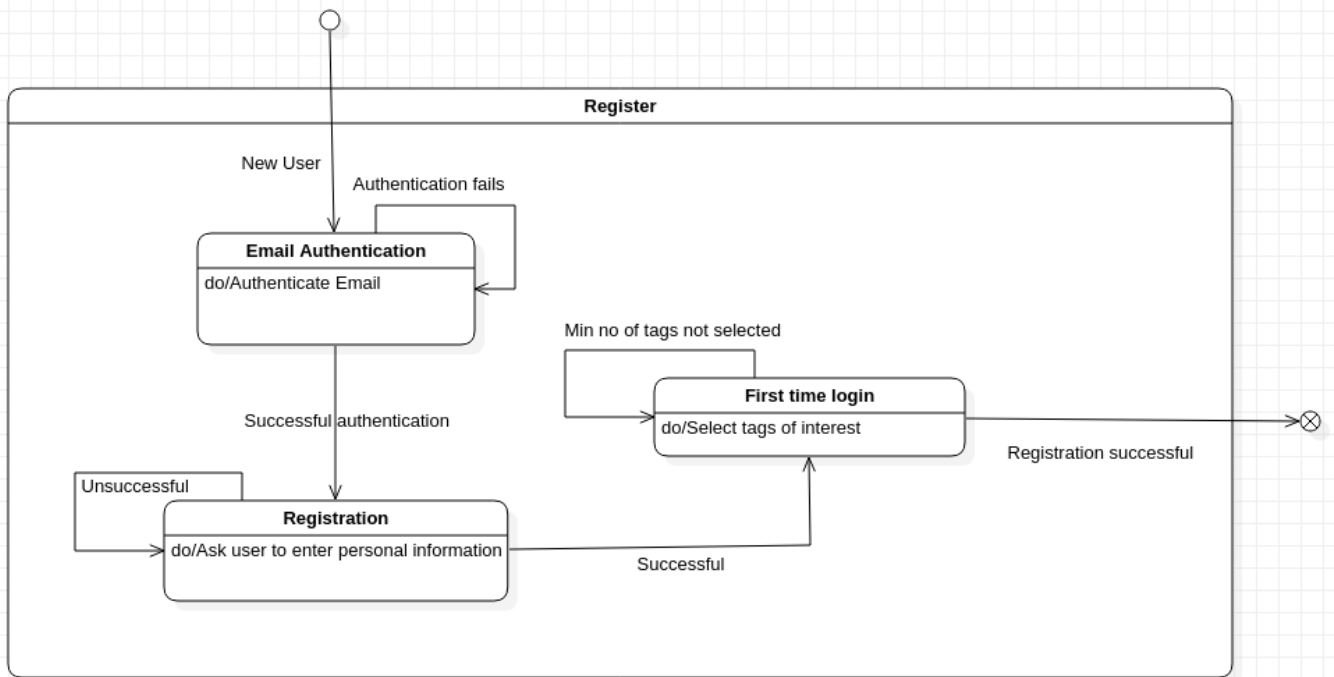 Register
New User
Authentication fails
Email Authentication
do/Authenticate Email
Min no of tags not selected
First time login
do/Select tags of interest
Successful authentication
Registration successful
Unsuccessful
Registration
do/Ask user to enter personal information
Successful